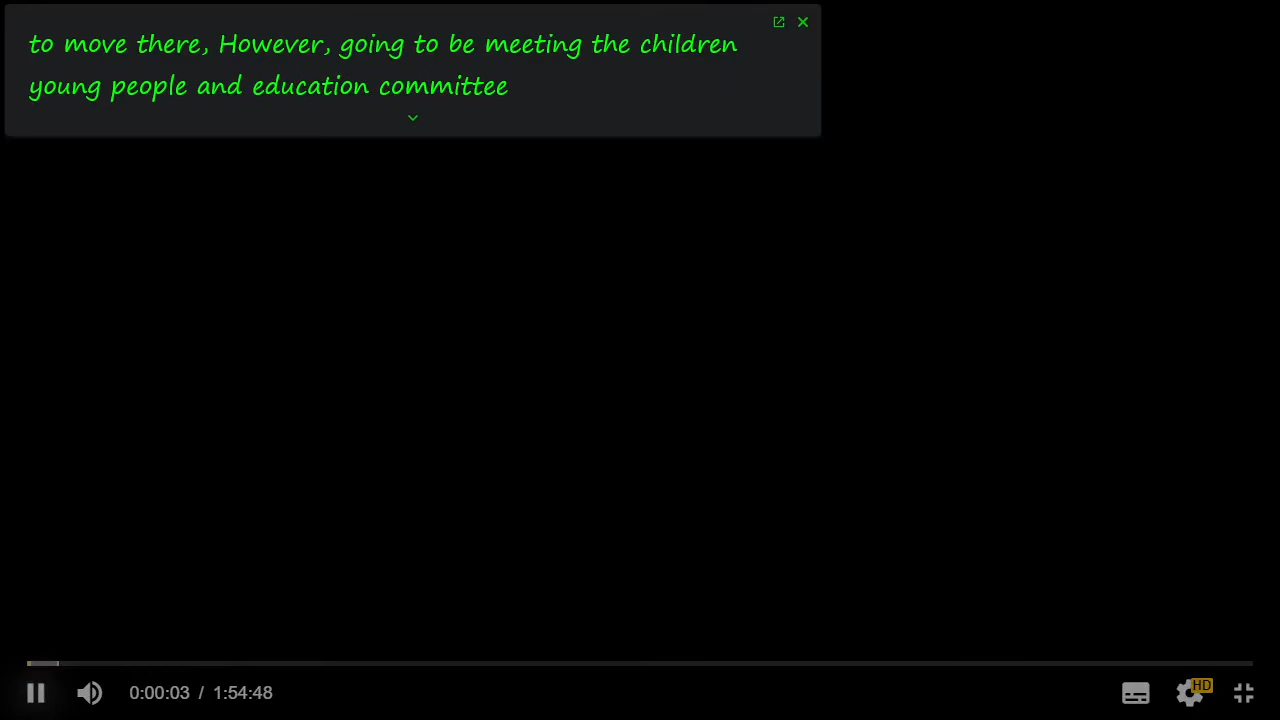 to move there, However, going to be meeting the children
young people and education committee
0:00:03 / 1:54:48
HD